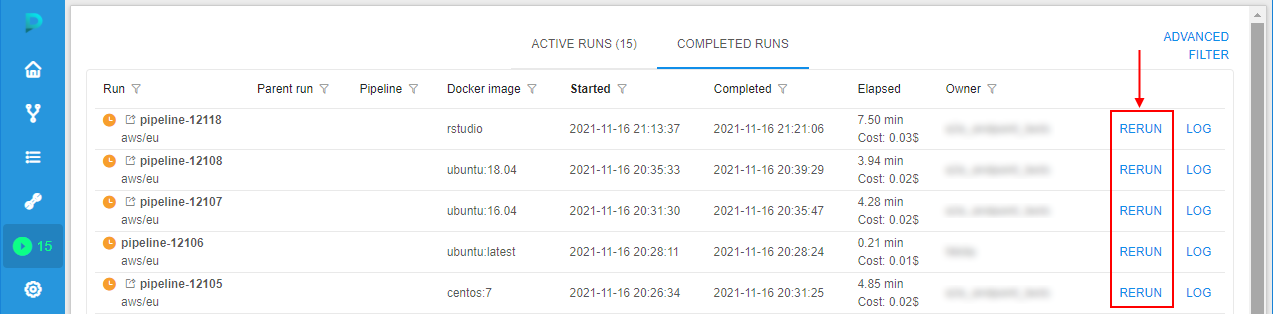 ACTIVE RUNS (15) COMPLETED RUNS ADVANCED
FILTER
Run Parent run Pipeline Docker image Started Completed Elapsed Owner
pipeline-12118 rstudio 2021-11-16 21:13:37 2021-11-16 21:21:06 7.50 min RERUN LOG
aws/eu Cost: 0.03$
pipeline-12108 ubuntu:18.04 2021-11-16 20:35:33 2021-11-16 20:39:29 3.94 min RERUN LOG
aws/eu Cost: 0.02$
pipeline-12107 ubuntu:16.04 2021-11-16 20:31:30 2021-11-16 20:35:47 4.28 min RERUN LOG
aws/eu Cost: 0.02$
15
pipeline-12106 ubuntu:latest 2021-11-16 20:28:11 2021-11-16 20:28:24 0.21 min RERUN LOG
aws/eu Cost: 0.01$
pipeline-12105 centos:7 2021-11-16 20:26:34 2021-11-16 20:31:25 4.85 min RERUN LOG
aws/eu Cost: 0.02$